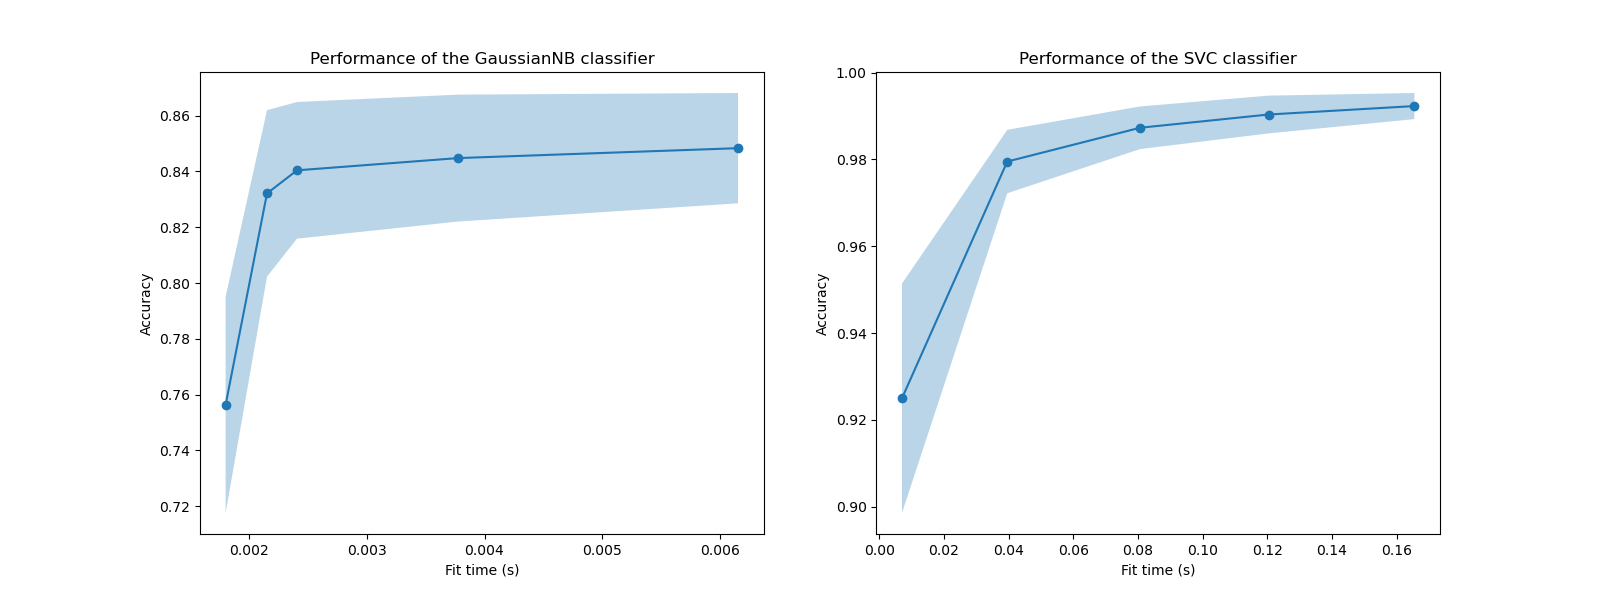 Performance of the GaussianNB classifier
0.86
0.84
0.82
0.80
0.78
0.76
0.74
0.72
Accuracy
0.002 0.003 0.004 0.005 0.006
Fit time (s)
Performance of the SVC classifier
1.00
0.98
0.96
0.94
0.92
0.90
Accuracy
0.00 0.02 0.04 0.06 0.08 0.10 0.12 0.14 0.16
Fit time (s)